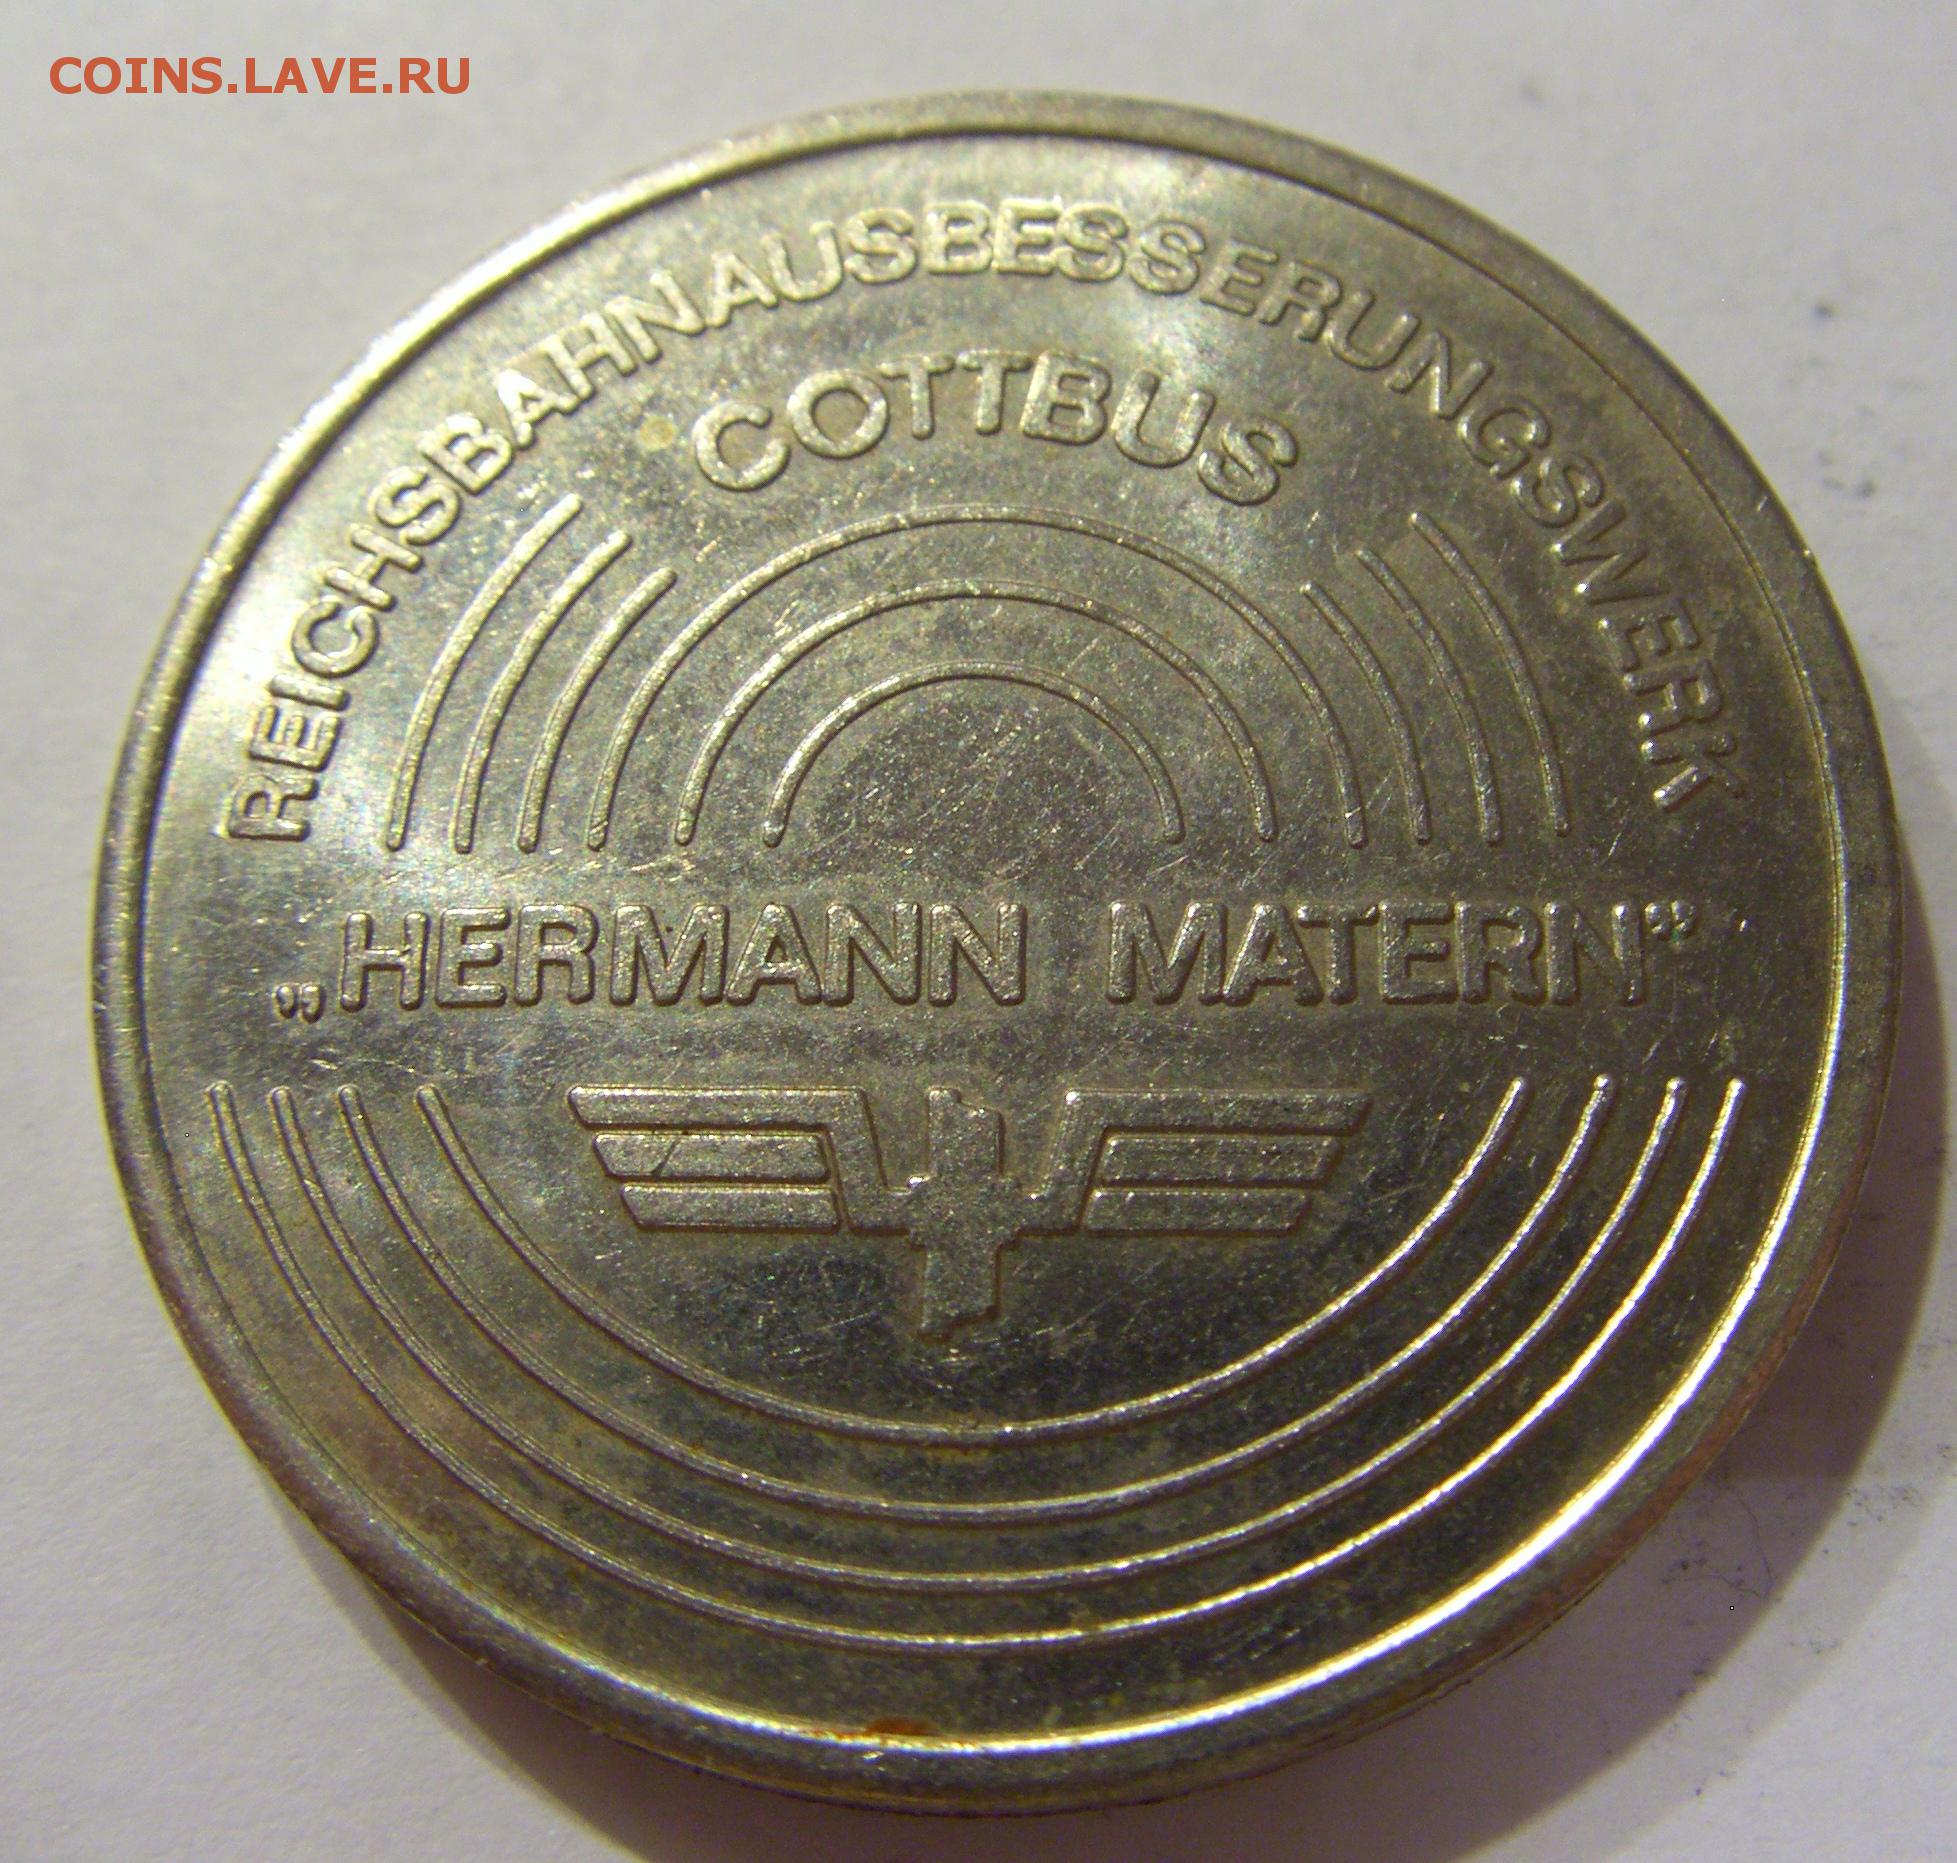 COINS.LAVE.RU
REICHSBAHNAUSBESSERUNGSWERK
COTTBUS
„HERMANN MATERN”